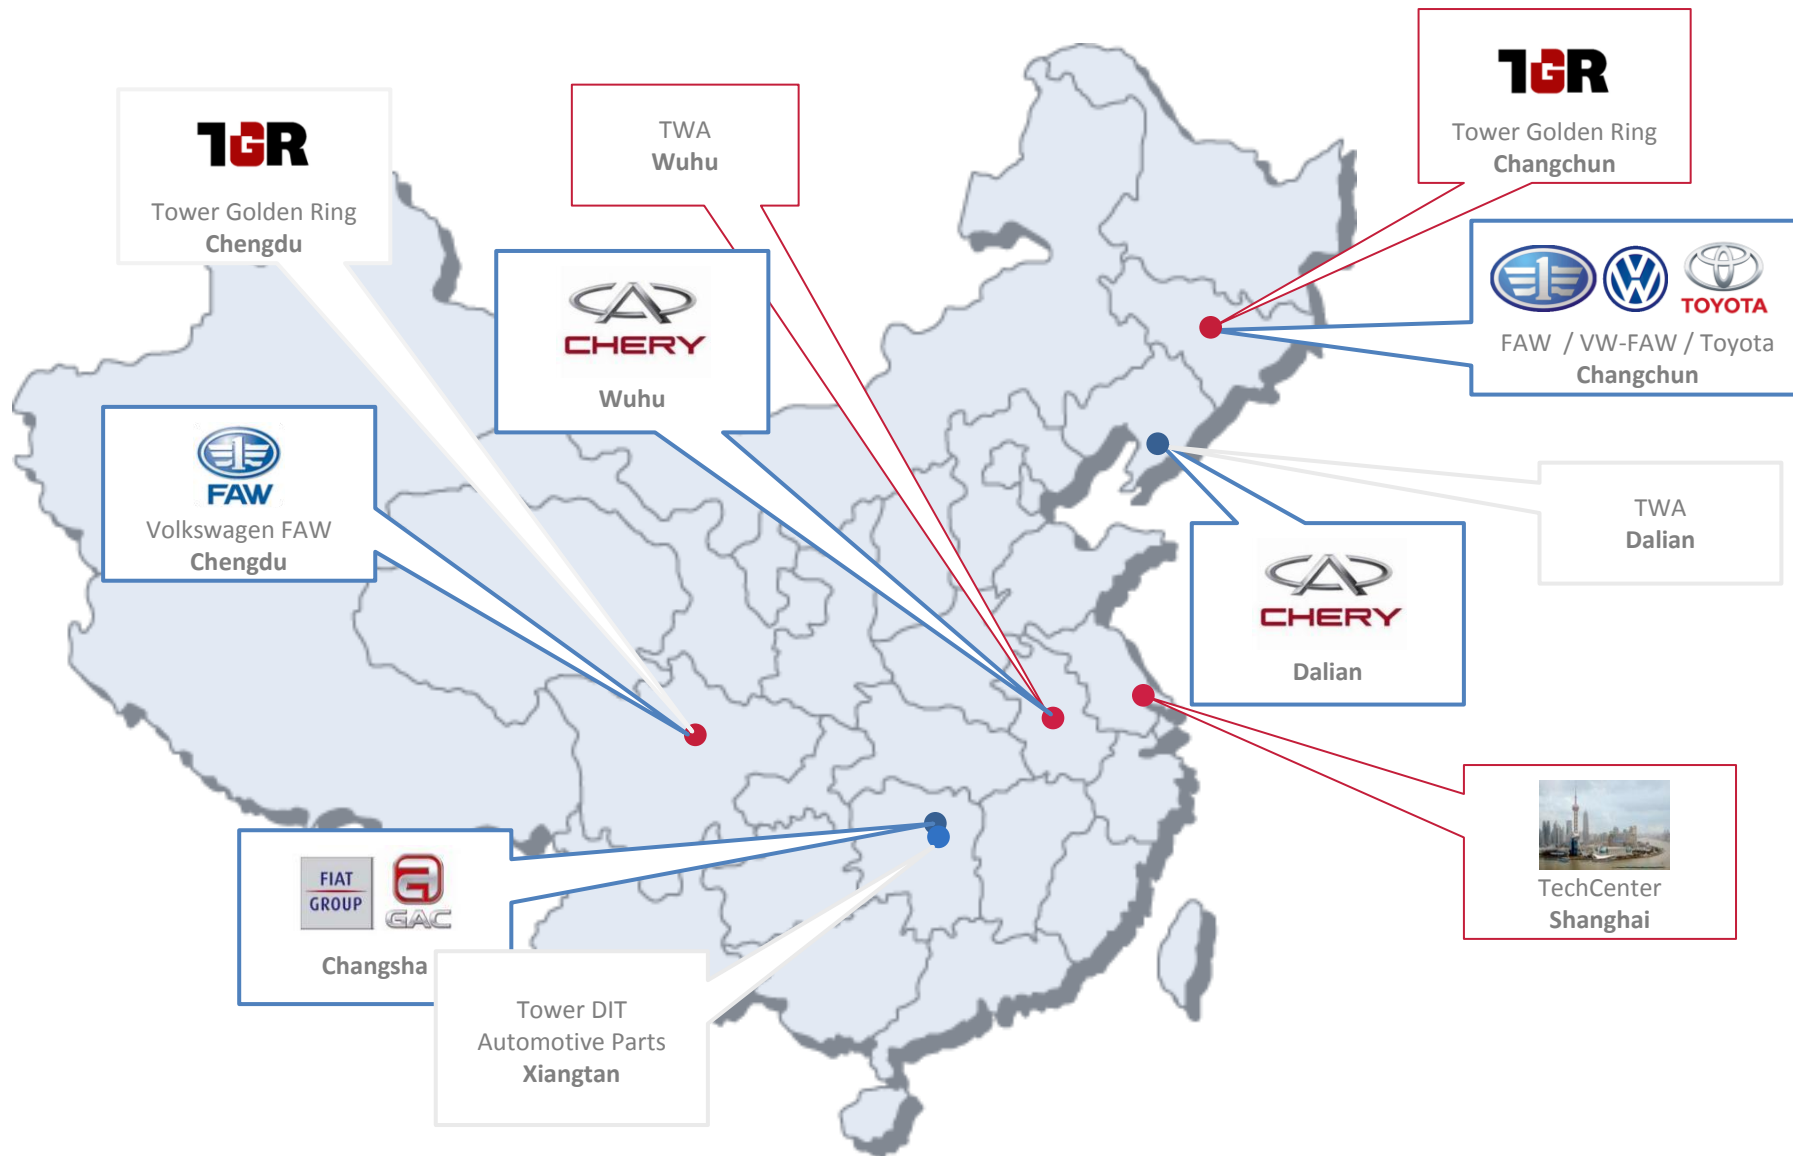 TGR
Tower Golden Ring
Chengdu
TWA
Wuhu
TGR
Tower Golden Ring
Changchun
CHERY
Wuhu
1
TOYOTA
FAW / VW-FAW / Toyota
Changchun
1
FAW
Volkswagen FAW
Chengdu
TWA
Dalian
CHERY
Dalian
TechCenter
Shanghai
FIAT
GROUP
GAC
Changsha
Tower DIT
Automotive Parts
Xiangtan